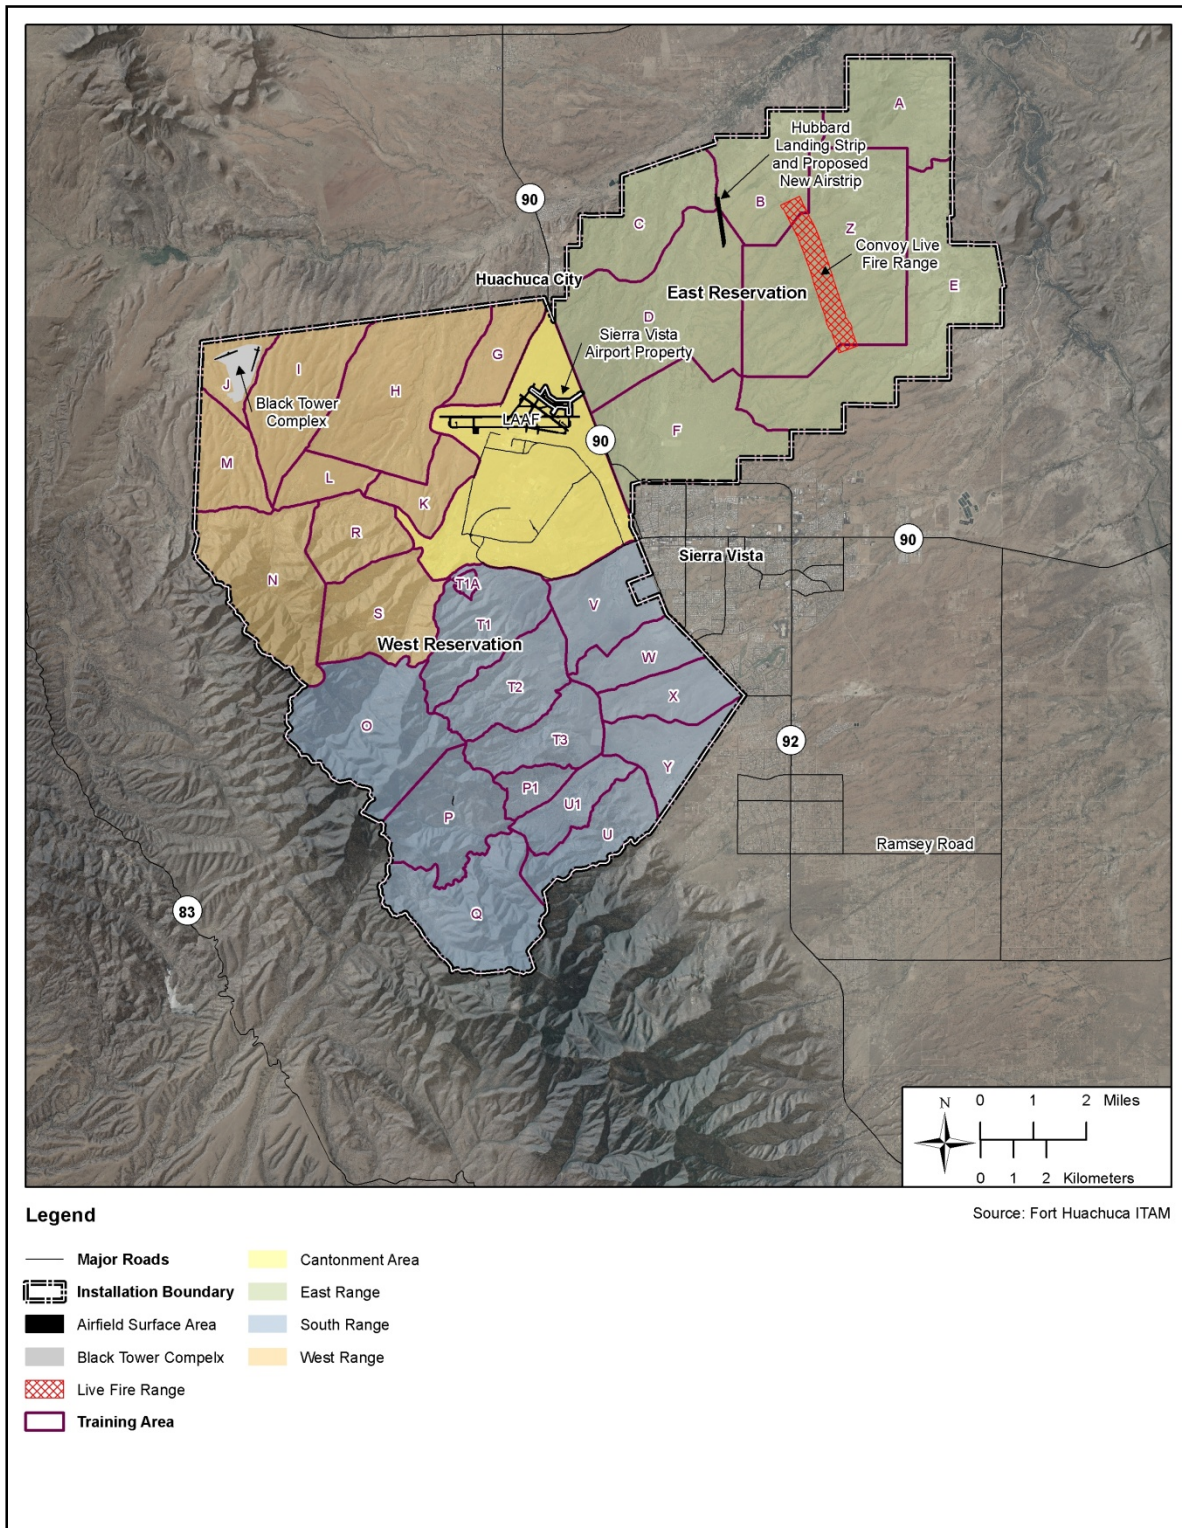 A
Hubbard
Landing Strip
and Proposed
New Airstrip
90
B
C
Z
Convoy Live
Fire Range
Huachuca City
East Reservation
E
D
Sierra Vista
Airport Property
G
I
J
H
Black Tower
Complex
LAAF
F
90
M
L
K
R
90
Sierra Vista
N
T1A
S
V
T1
West Reservation
W
T2
X
O
T3
92
Y
P1
U1
P
U
Ramsey Road
83
Q
N
0 1 2 Miles
0 1 2 Kilometers
Legend
Source: Fort Huachuca ITAM
Major Roads
Installation Boundary
Airfield Surface Area
Black Tower Compelx
Live Fire Range
Training Area
Cantonment Area
East Range
South Range
West Range